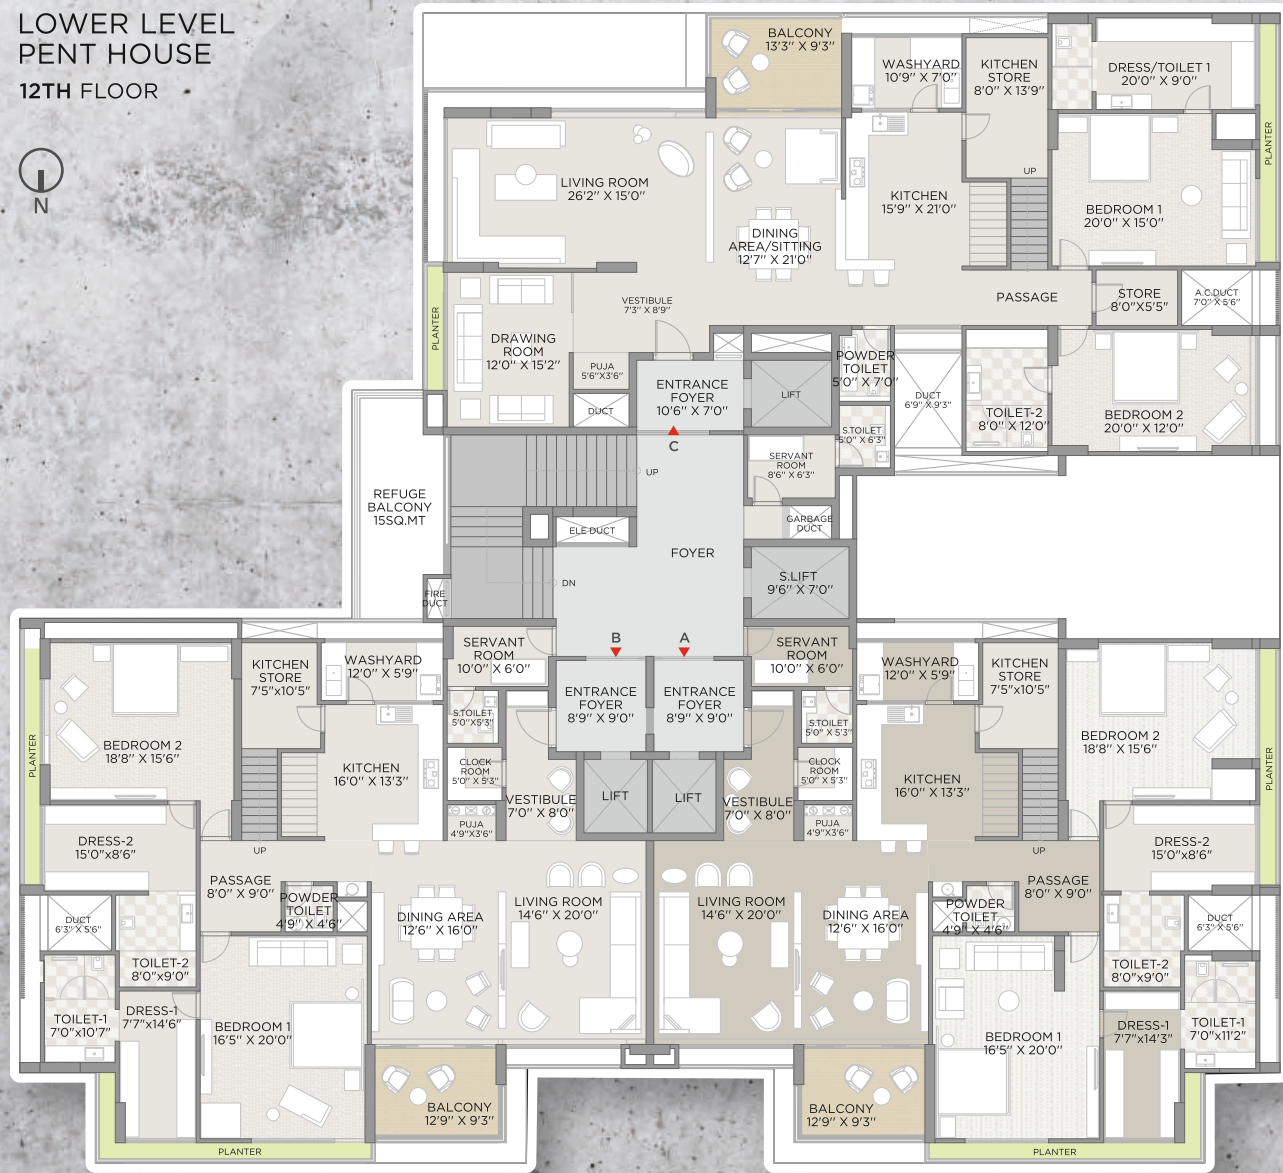 LOWER LEVEL
PENT HOUSE
12TH FLOOR
N
BALCONY
13'3'' X 9'3''
WASHYARD
10'9'' X 7'0''
KITCHEN
STORE
8'0'' X 13'9''
DRESS/TOILET 1
20'0'' X 9'0''
PLANTER
LIVING ROOM
26'2'' X 15'0''
DINING
AREA/SITTING
12'7'' X 21'0''
KITCHEN
15'9'' X 21'0''
UP
BEDROOM 1
20'0'' X 15'0''
PLANTER
VESTIBULE
7'3'' X 8'9''
PASSAGE
STORE
8'0''X5'5''
A.C.DUCT
7'0'' X 5'6''
DRAWING
ROOM
12'0'' X 15'2''
PUJA
5'6''X3'6''
DUCT
ENTRANCE
FOYER
10'6'' X 7'0''
C
LIFT
POWDER
TOILET
5'0'' X 7'0''
DUCT
6'9'' X 9'3''
TOILET-2
8'0'' X 12'0''
BEDROOM 2
20'0'' X 12'0''
S.TOILET
5'0'' X 6'3''
SERVANT
ROOM
8'6'' X 6'3''
UP
REFUGE
BALCONY
15SQ.MT
ELE DUCT
GARBAGE
DUCT
FOYER
DN
S.LIFT
9'6'' X 7'0''
FIRE
DUCT
B
A
SERVANT
ROOM
10'0'' X 6'0''
ENTRANCE
FOYER
8'9'' X 9'0''
ENTRANCE
FOYER
8'9'' X 9'0''
SERVANT
ROOM
10'0'' X 6'0''
KITCHEN
STORE
7'5''x10'5''
WASHYARD
12'0'' X 5'9''
WASHYARD
12'0'' X 5'9''
KITCHEN
STORE
7'5''x10'5''
PLANTER
BEDROOM 2
18'8'' X 15'6''
KITCHEN
16'0'' X 13'3''
S.TOILET
5'0''X5'3''
CLOCK
ROOM
5'0'' X 5'3''
PUJA
4'9''X3'6''
VESTIBULE
7'0'' X 8'0''
LIFT
LIFT
VESTIBULE
7'0'' X 8'0''
S.TOILET
5'0'' X 5'3''
CLOCK
ROOM
5'0'' X 5'3''
PUJA
4'9''X3'6''
KITCHEN
16'0'' X 13'3''
BEDROOM 2
18'8'' X 15'6''
PLANTER
DRESS-2
15'0''x8'6''
UP
PASSAGE
8'0'' X 9'0''
POWDER
TOILET
4'9'' X 4'6''
DINING AREA
12'6'' X 16'0''
LIVING ROOM
14'6'' X 20'0''
LIVING ROOM
14'6'' X 20'0''
DINING AREA
12'6'' X 16'0''
POWDER
TOILET
4'9'' X 4'6''
UP
PASSAGE
8'0'' X 9'0''
DRESS-2
15'0''x8'6''
DUCT
6'3'' X 5'6''
TOILET-2
8'0''x9'0''
TOILET-2
8'0''x9'0''
DUCT
6'3'' X 5'6''
TOILET-1
7'0''x10'7''
DRESS-1
7'7''x14'6''
BEDROOM 1
16'5'' X 20'0''
BEDROOM 1
16'5'' X 20'0''
DRESS-1
7'7''x14'3''
TOILET-1
7'0''x11'2''
BALCONY
12'9'' X 9'3''
BALCONY
12'9'' X 9'3''
PLANTER
PLANTER